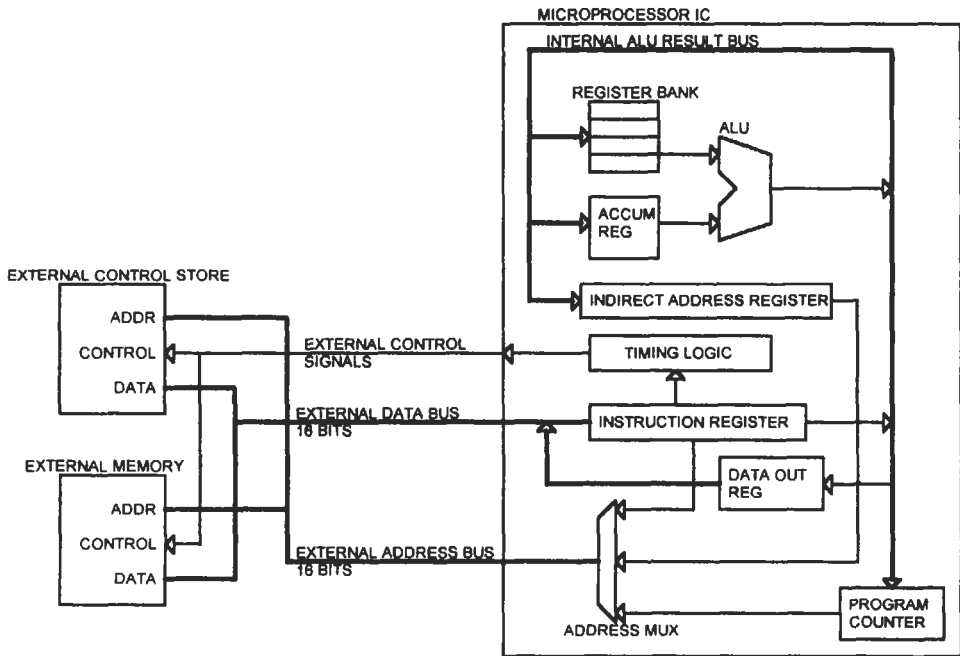 MICROPROCESSOR IC
INTERNAL ALU RESULT BUS
REGISTER BANK
ALU
ACCUM
REG
EXTERNAL CONTROL STORE
ADDR
CONTROL
DATA
INDIRECT ADDRESS REGISTER
EXTERNAL CONTROL
SIGNALS
TIMING LOGIC
EXTERNAL DATA BUS
16 BITS
INSTRUCTION REGISTER
EXTERNAL MEMORY
ADDR
CONTROL
DATA
DATA OUT
REG
EXTERNAL ADDRESS BUS
16 BITS
ADDRESS MUX
PROGRAM
COUNTER